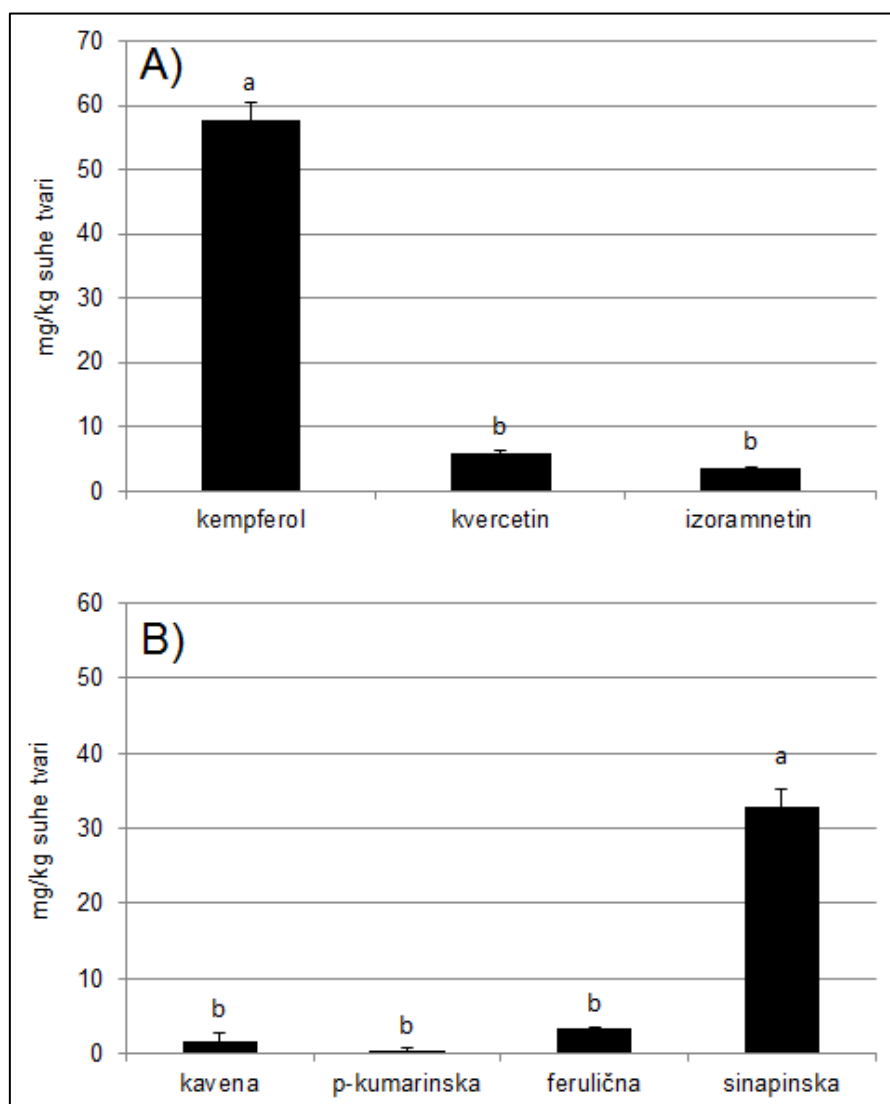 A)
mg/kg suhe tvari
70
60
50
40
30
20
10
0
a
b
b
kempferol kvercetin izoramnetin
B)
mg/kg suhe tvari
60
50
40
30
20
10
0
b
b
b
a
kavena p-kumarinska ferulična sinapinska